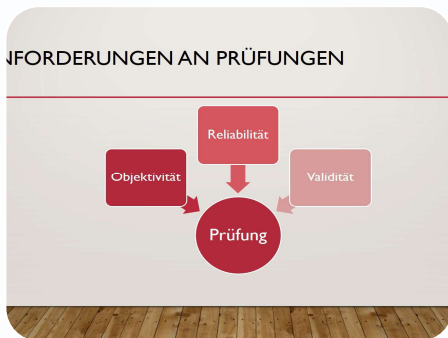 NFORDERUNGEN AN PRÜFUNGEN
Reliabilität
Objektivität
Validität
Prüfung